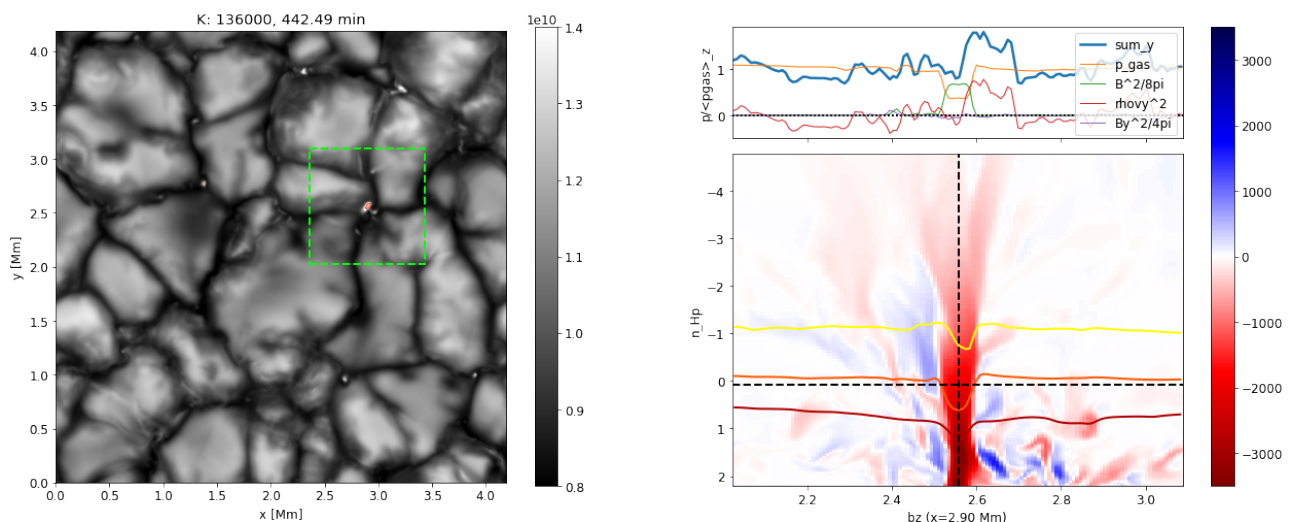 K: 136000, 442.49 min
1e10
4.0
3.5
3.0
2.5
2.0
1.5
1.0
0.5
0.0
y [Mm]
0.0 0.5 1.0 1.5 2.0 2.5 3.0 3.5 4.0
x [Mm]
1.4
1.3
1.2
1.1
1.0
0.9
0.8
p/<pgas>_z
1
0
sum_y
p_gas
B^2/8pi
rhovy^2
By^2/4pi
n_Hp
−4
−3
−2
−1
0
1
2
2.2 2.4 2.6 2.8 3.0
bz (x=2.90 Mm)
3000
2000
1000
0
−1000
−2000
−3000